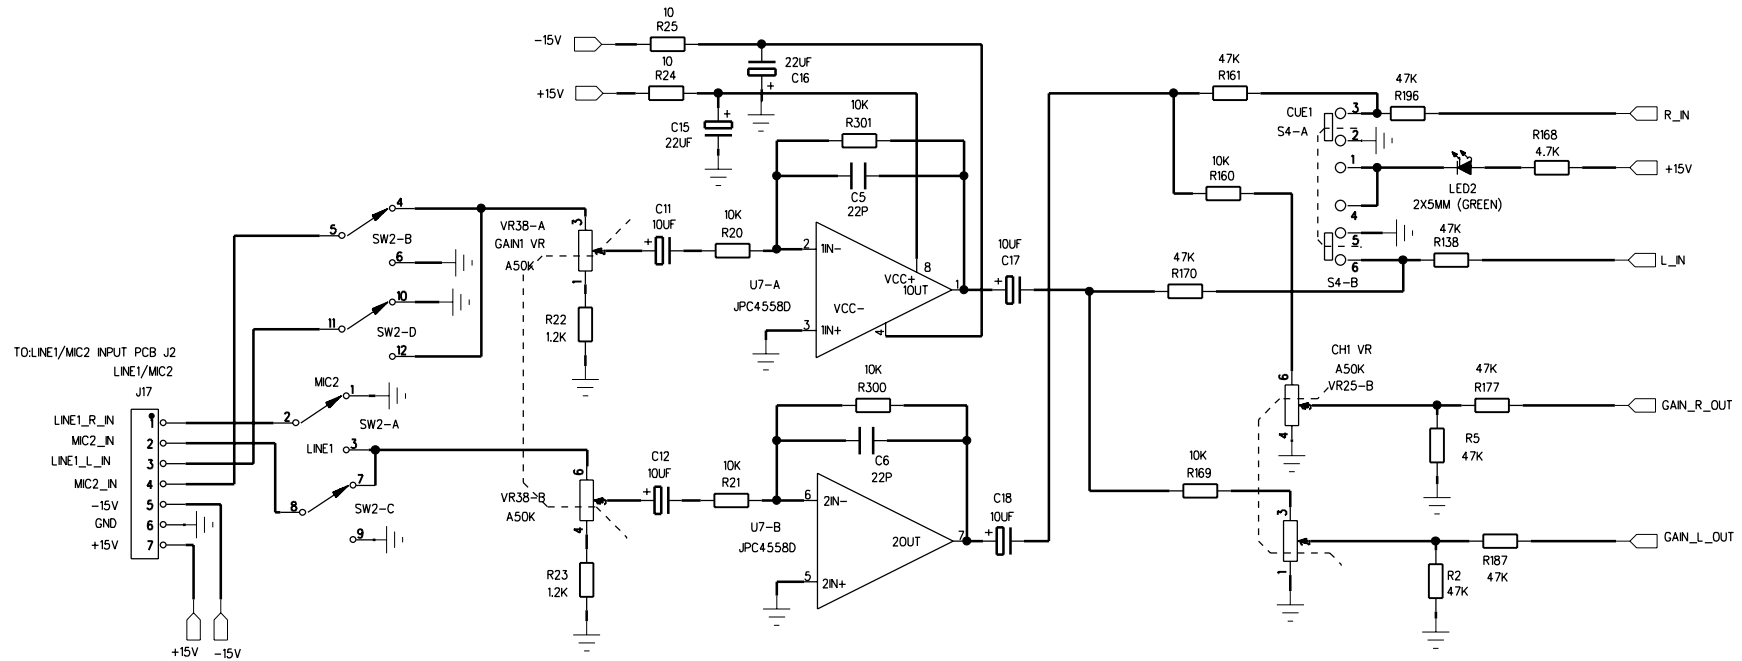 10
R25
-15V
22UF
C16
+
10
R24
+15V
C15
22UF
+
10K
R301
C5
22P
47K
R161
47K
R196
CUE1
S4-A
3
2
1
4
5
6
S4-B
R_IN
R168
4.7K
+15V
LED2
2X5MM (GREEN)
10K
R160
47K
R138
L_IN
47K
R170
4
5
SW2-B
6
10
11
SW2-D
12
VR38-A
GAIN1 VR
A50K
3
2
1
C11
10UF
+
10K
R20
2
1IN-
U7-A
JPC4558D
VCC+
8
1OUT
1
VCC-
4
3
1IN+
10UF
C17
+
R22
1.2K
TO:LINE1/MIC2 INPUT PCB J2
LINE1/MIC2
J17
MIC2
1
2
SW2-A
LINE1_R_IN
1
MIC2_IN
2
LINE1_L_IN
3
MIC2_IN
4
-15V
5
GND
6
+15V
7
LINE1
3
7
8
SW2-C
9
+15V
-15V
10K
R300
C6
22P
VR38-B
A50K
6
4
C12
10UF
+
10K
R21
6
2IN-
U7-B
JPC4558D
2OUT
7
5
2IN+
C18
10UF
+
R23
1.2K
CH1 VR
A50K
VR25-B
6
4
47K
R177
GAIN_R_OUT
R5
47K
10K
R169
3
1
R187
47K
GAIN_L_OUT
R2
47K